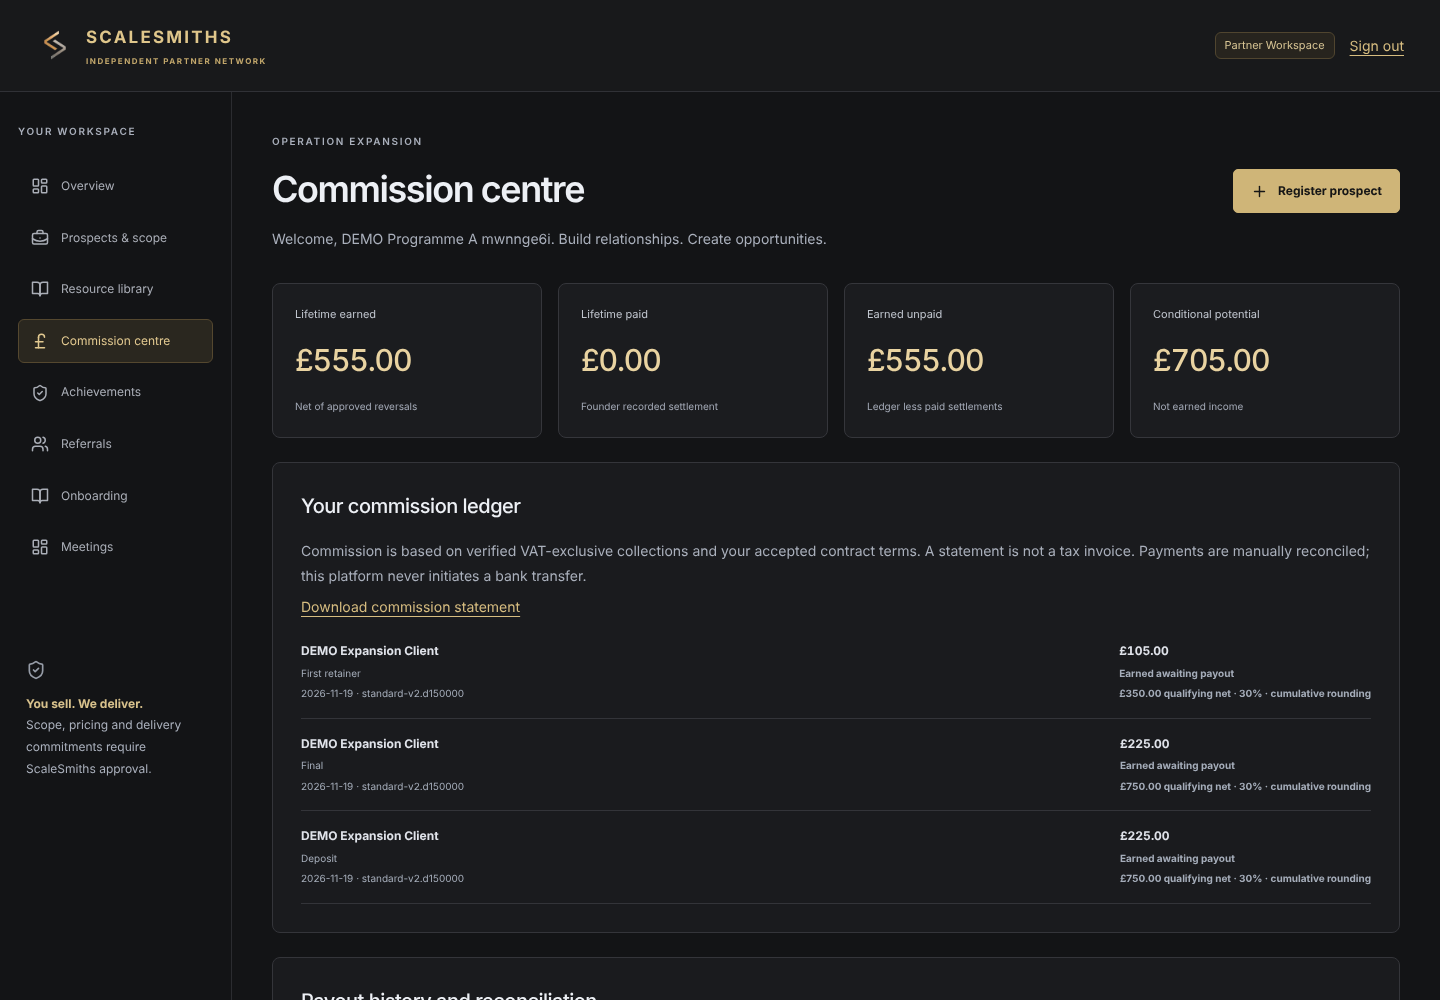 SCALESMITHS
INDEPENDENT PARTNER NETWORK
Partner Workspace
Sign out
YOUR WORKSPACE
Overview
Prospects & scope
Resource library
Commission centre
Achievements
Referrals
Onboarding
Meetings
You sell. We deliver.
Scope, pricing and delivery
commitments require
ScaleSmiths approval.
OPERATION EXPANSION
Commission centre
Register prospect
Welcome, DEMO Programme A mwnnge6i. Build relationships. Create opportunities.
Lifetime earned
£555.00
Net of approved reversals
Lifetime paid
£0.00
Founder recorded settlement
Earned unpaid
£555.00
Ledger less paid settlements
Conditional potential
£705.00
Not earned income
Your commission ledger
Commission is based on verified VAT-exclusive collections and your accepted contract terms. A statement is not a tax invoice. Payments are manually reconciled;
this platform never initiates a bank transfer.
Download commission statement
DEMO Expansion Client
First retainer
2026-11-19 · standard-v2.d150000
£105.00
Earned awaiting payout
£350.00 qualifying net · 30% · cumulative rounding
DEMO Expansion Client
Final
2026-11-19 · standard-v2.d150000
£225.00
Earned awaiting payout
£750.00 qualifying net · 30% · cumulative rounding
DEMO Expansion Client
Deposit
2026-11-19 · standard-v2.d150000
£225.00
Earned awaiting payout
£750.00 qualifying net · 30% · cumulative rounding
Payout history and reconciliation